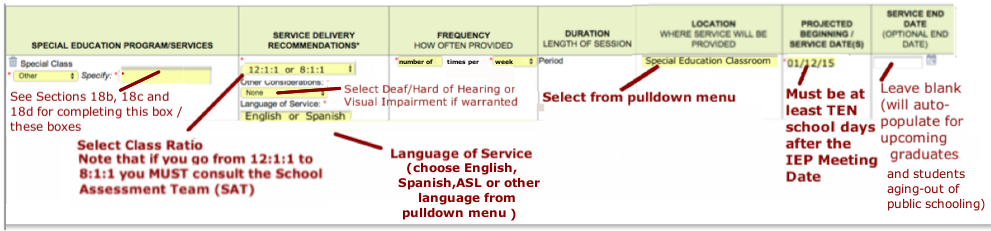 SPECIAL EDUCATION PROGRAM/SERVICES
SERVICE DELIVERY
RECOMMENDATIONS*
FREQUENCY
HOW OFTEN PROVIDED
DURATION
LENGTH OF SESSION
LOCATION
WHERE SERVICE WILL BE
PROVIDED
PROJECTED
BEGINNING /
SERVICE DATE(S)
SERVICE END
DATE
(OPTIONAL END
DATE)
Special Class
* Other Specify: *
See Sections 18b, 18c and
18d for completing this box /
these boxes
*
12:1:1 or 8:1:1
Other Considerations: *
None
Language of Service: *
English or Spanish
Select Deaf/Hard of Hearing or
Visual Impairment if warranted
Select Class Ratio
Note that if you go from 12:1:1 to
8:1:1 you MUST consult the School
Assessment Team (SAT)
Language of Service
(choose English,
Spanish,ASL or other
language from
pulldown menu )
* number of times per * week
Period
Special Education Classroom
Select from pulldown menu
*01/12/15
Must be at
least TEN
school days
after the
IEP Meeting
Date
Leave blank
(will auto-
populate for
upcoming
graduates
and students
aging-out of
public schooling)